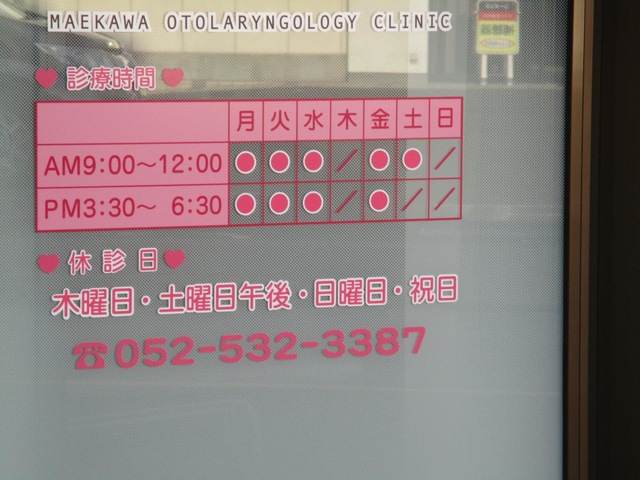 MAEKAWA OTOLARYNGOLOGY CLINIC
♥ 診療時間 ♥
月 火 水 木 金 土 日
AM9:00～12:00 ● ● ● ／ ● ● ／
PM3:30～ 6:30 ● ● ● ／ ● ／ ／
♥ 休診日 ♥
木曜日・土曜日午後・日曜日・祝日
☎052-532-3387